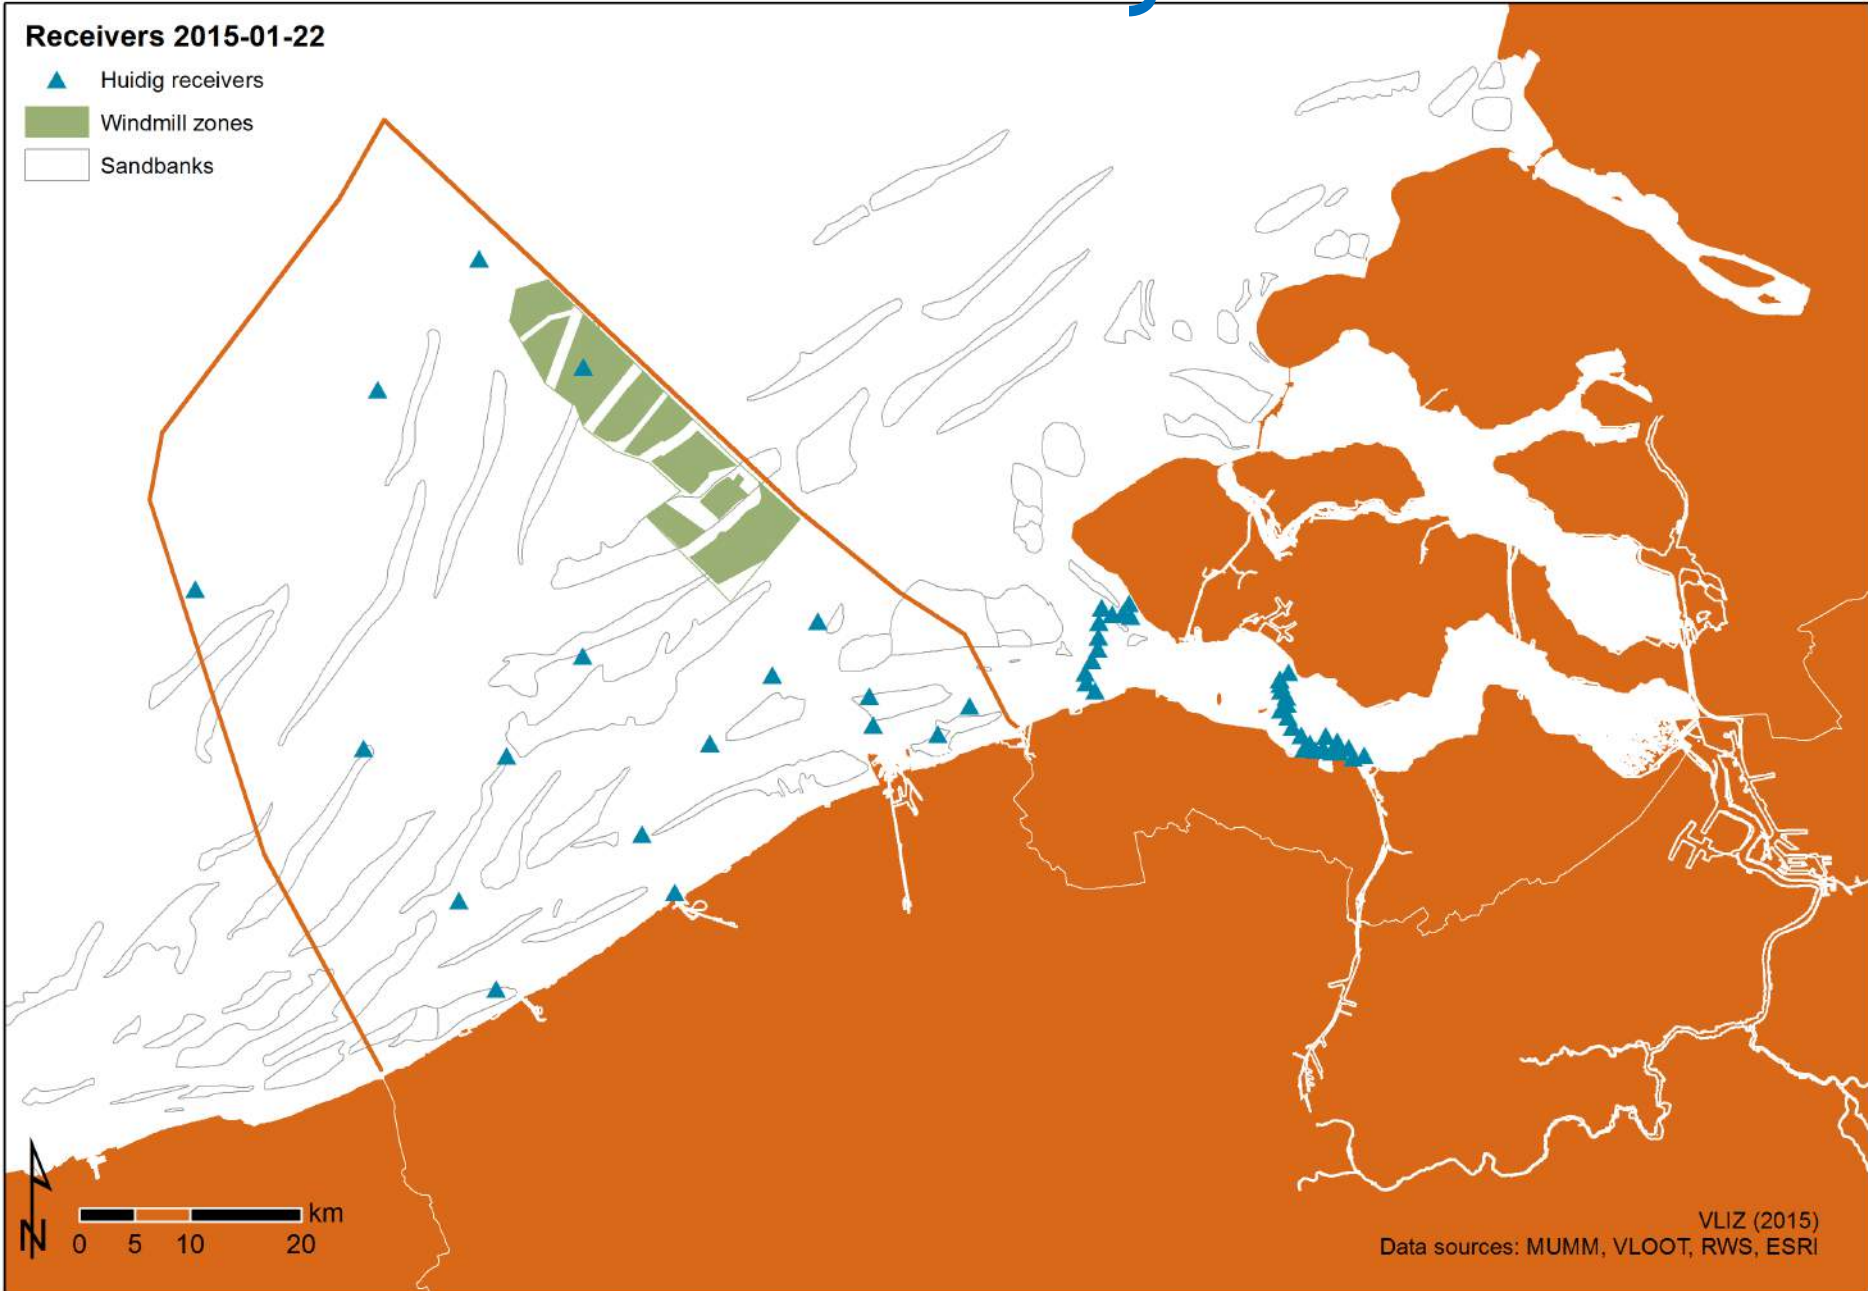 Receivers 2015-01-22
Huidig receivers
Windmill zones
Sandbanks
N
km
0 5 10 20
VLIZ (2015)
Data sources: MUMM, VLOOT, RWS, ESRI